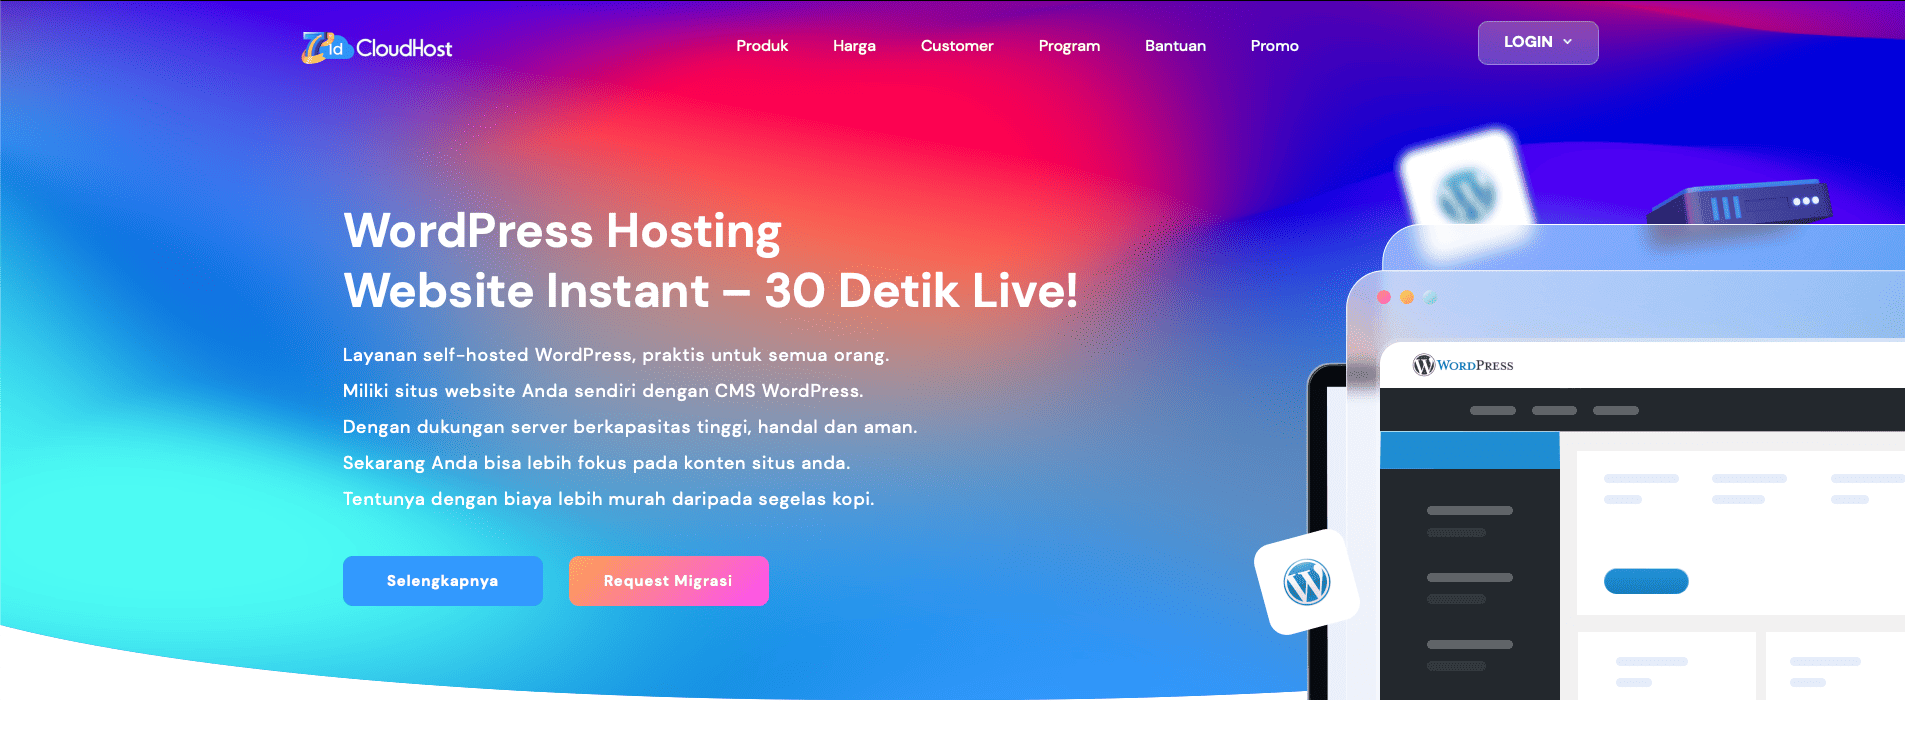 Id CloudHost
Produk Harga Customer Program Bantuan Promo
LOGIN
WordPress Hosting
Website Instant – 30 Detik Live!
Layanan self-hosted WordPress, praktis untuk semua orang.
Miliki situs website Anda sendiri dengan CMS WordPress.
Dengan dukungan server berkapasitas tinggi, handal dan aman.
Sekarang Anda bisa lebih fokus pada konten situs anda.
Tentunya dengan biaya lebih murah daripada segelas kopi.
Selengkapnya
Request Migrasi
WORDPRESS